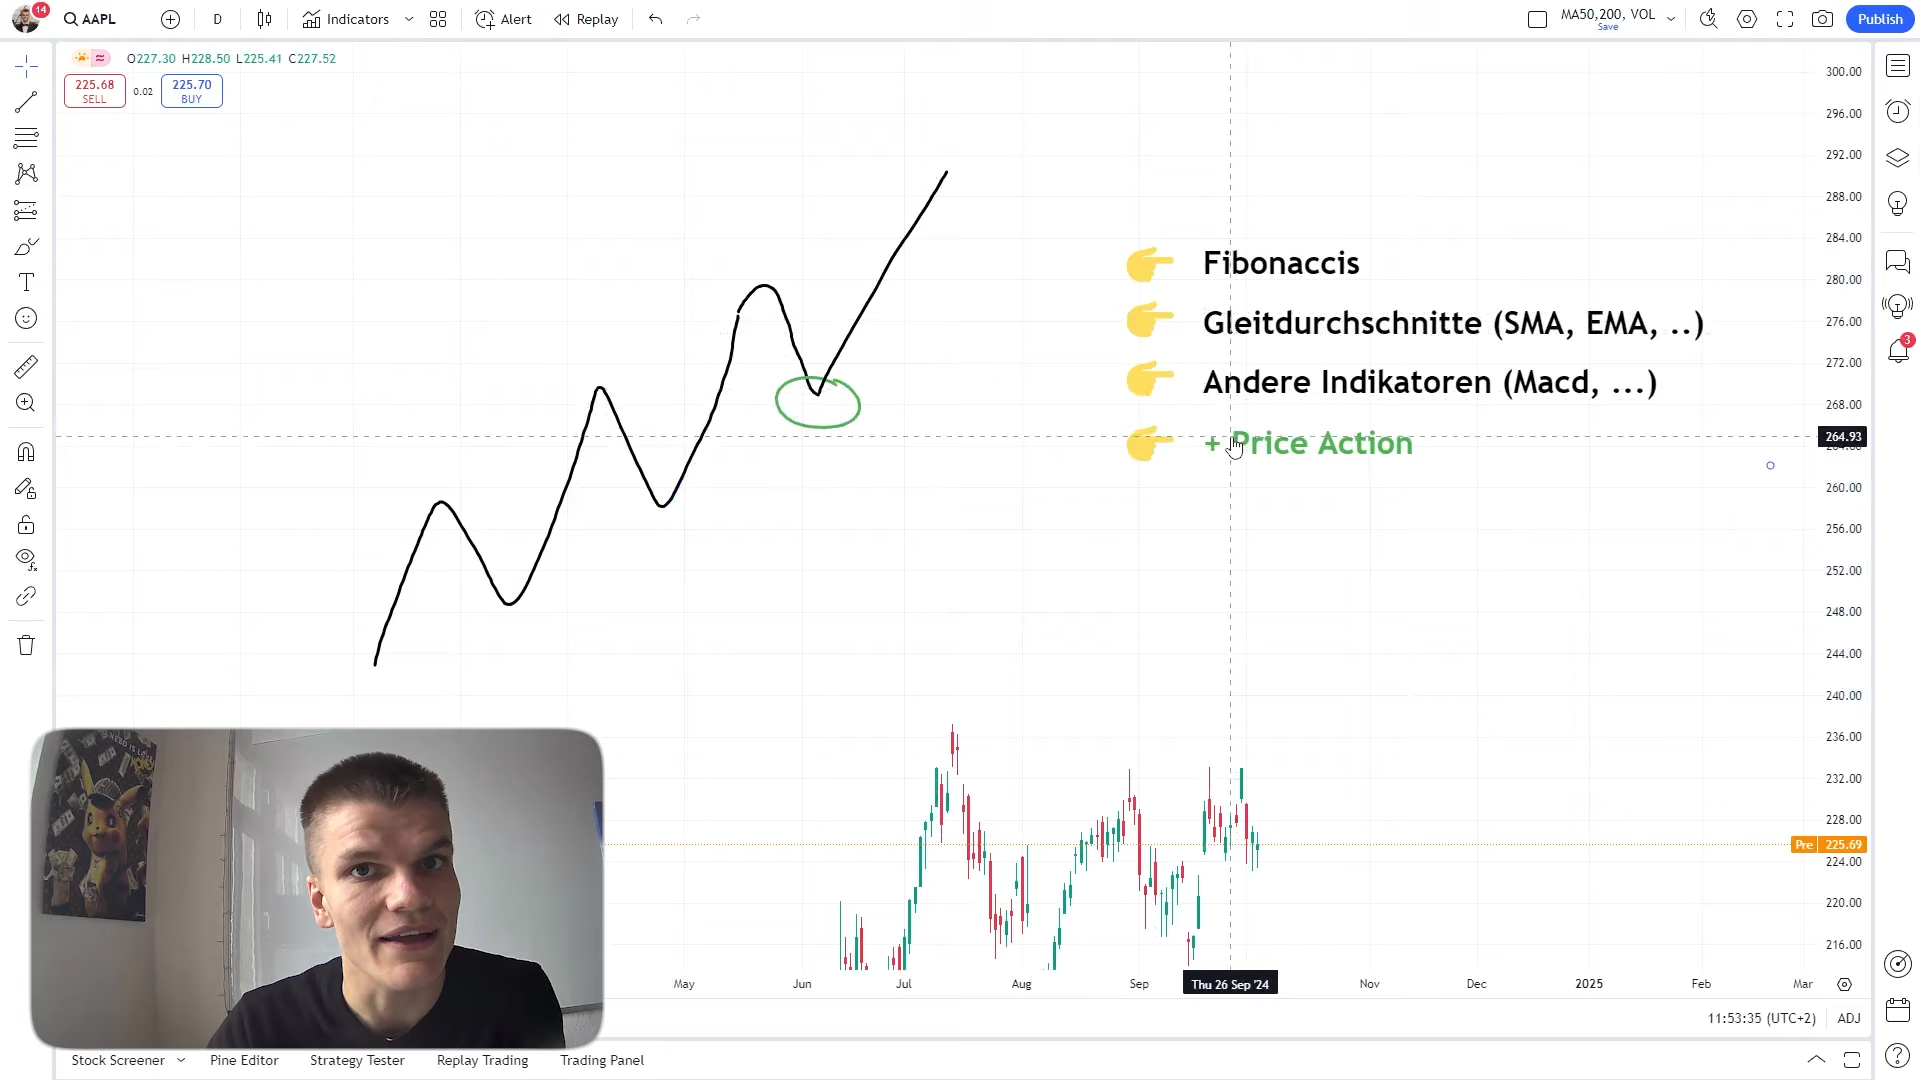 14
AAPL
D
Indicators
Alert
Replay
MA50,200, VOL
Save
Publish
O227.30 H228.50 L225.41 C227.52
225.68
SELL
0.02
225.70
BUY
300.00
296.00
292.00
288.00
284.00
280.00
276.00
272.00
268.00
264.93
260.00
256.00
252.00
248.00
244.00
240.00
236.00
232.00
228.00
Pre 225.69
224.00
220.00
216.00
3
Fibonaccis
Gleitdurchschnitte (SMA, EMA, ..)
Andere Indikatoren (Macd, ...)
+ Price Action
May
Jun
Jul
Aug
Sep
Thu 26 Sep '24
Nov
Dec
2025
Feb
Mar
11:53:35 (UTC+2)
ADJ
Stock Screener
Pine Editor
Strategy Tester
Replay Trading
Trading Panel